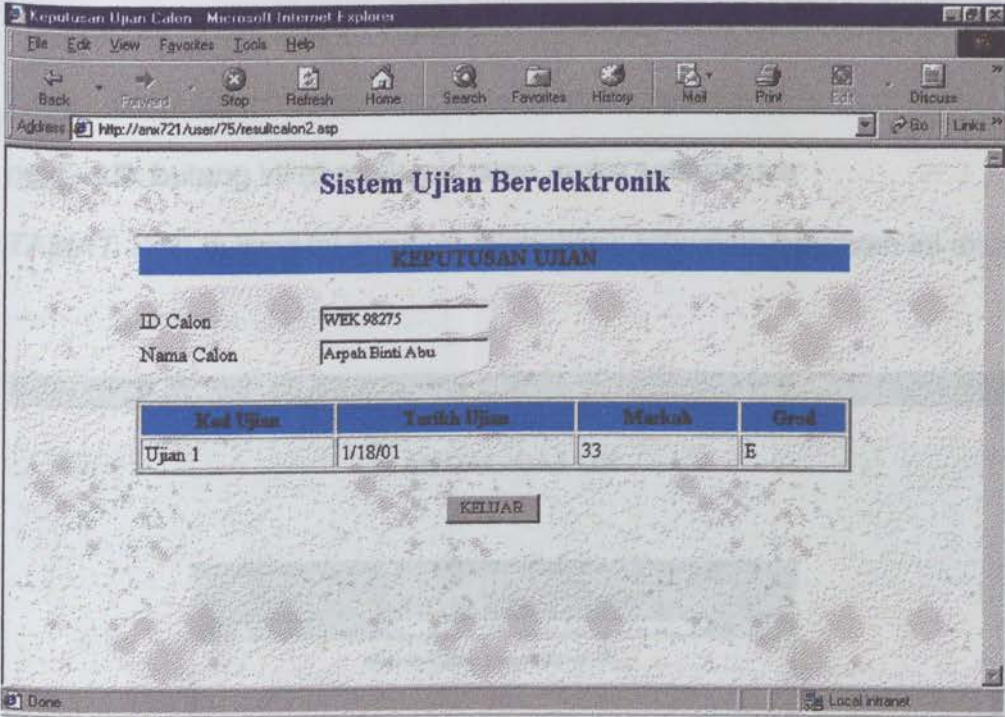 Keputusan Ujian Calon - Microsoft Internet Explorer
File Edit View Favorites Tools Help
Back Forward Stop Refresh Home Search Favorites History Mail Print Edit Discuss
Address http://anx721/user/75/resultcalon2.asp Go Links
Sistem Ujian Berelektronik
KEPUTUSAN UJIAN
ID Calon WEK 98275
Nama Calon Arpah Binti Abu
Kod Ujian Tarikh Ujian Markah Gred
Ujian 1 1/18/01 33 E
KELUAR
Done Local intranet